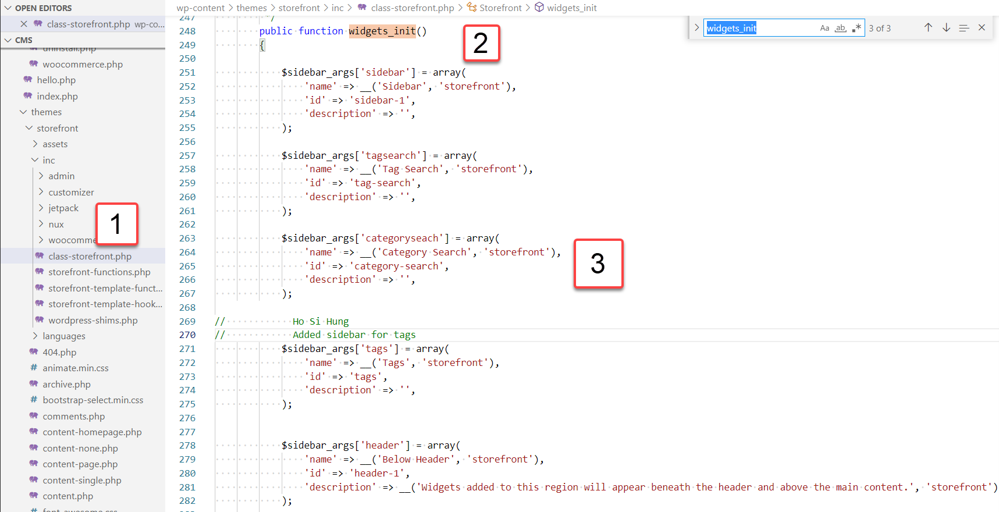 OPEN EDITORS
class-storefront.php wp-co...
CMS
uninstall.php
woocommerce.php
hello.php
index.php
themes
storefront
assets
inc
admin
customizer
jetpack
nux
woocomme
class-storefront.php
storefront-functions.php
storefront-template-funct...
storefront-template-hook...
wordpress-shims.php
languages
404.php
# animate.min.css
archive.php
# bootstrap-select.min.css
comments.php
content-homepage.php
content-none.php
content-page.php
content-single.php
content.php
# font-awesome.css
1
wp-content > themes > storefront > inc > class-storefront.php > Storefront > widgets_init
widgets_init Aa ab 3 of 3
247 */
248 public function widgets_init()
249 {
250
251 $sidebar_args['sidebar'] = array(
252 'name' => __('Sidebar', 'storefront'),
253 'id' => 'sidebar-1',
254 'description' => '',
255 );
256
257 $sidebar_args['tagsearch'] = array(
258 'name' => __('Tag Search', 'storefront'),
259 'id' => 'tag-search',
260 'description' => '',
261 );
262
263 $sidebar_args['categoryseach'] = array(
264 'name' => __('Category Search', 'storefront'),
265 'id' => 'category-search',
266 'description' => '',
267 );
268
269 // Ho Si Hung
270 // Added sidebar for tags
271 $sidebar_args['tags'] = array(
272 'name' => __('Tags', 'storefront'),
273 'id' => 'tags',
274 'description' => '',
275 );
276
277
278 $sidebar_args['header'] = array(
279 'name' => __('Below Header', 'storefront'),
280 'id' => 'header-1',
281 'description' => __('Widgets added to this region will appear beneath the header and above the main content.', 'storefront')
282 );
2
3